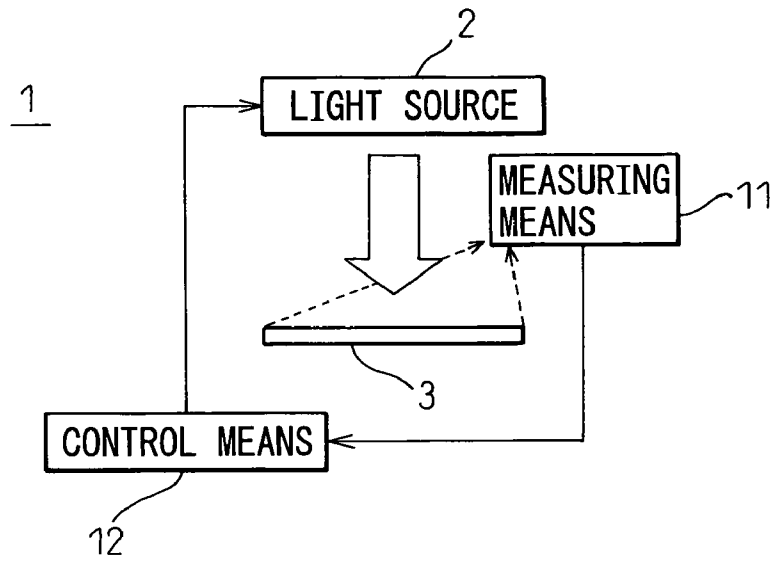 2
1
LIGHT SOURCE
MEASURING
MEANS
11
3
CONTROL MEANS
12